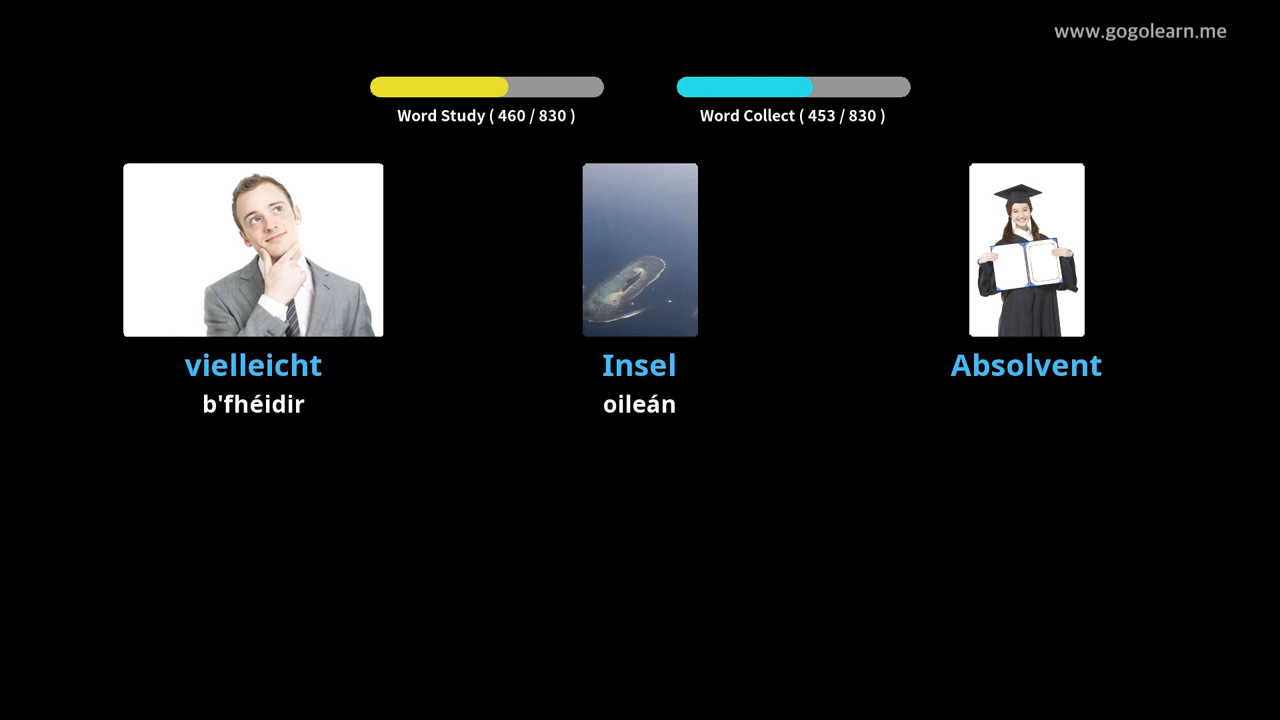 www.gogolearn.me
Word Study ( 460 / 830 )
Word Collect ( 453 / 830 )
vielleicht
Insel
Absolvent
b'fhéidir
oileán